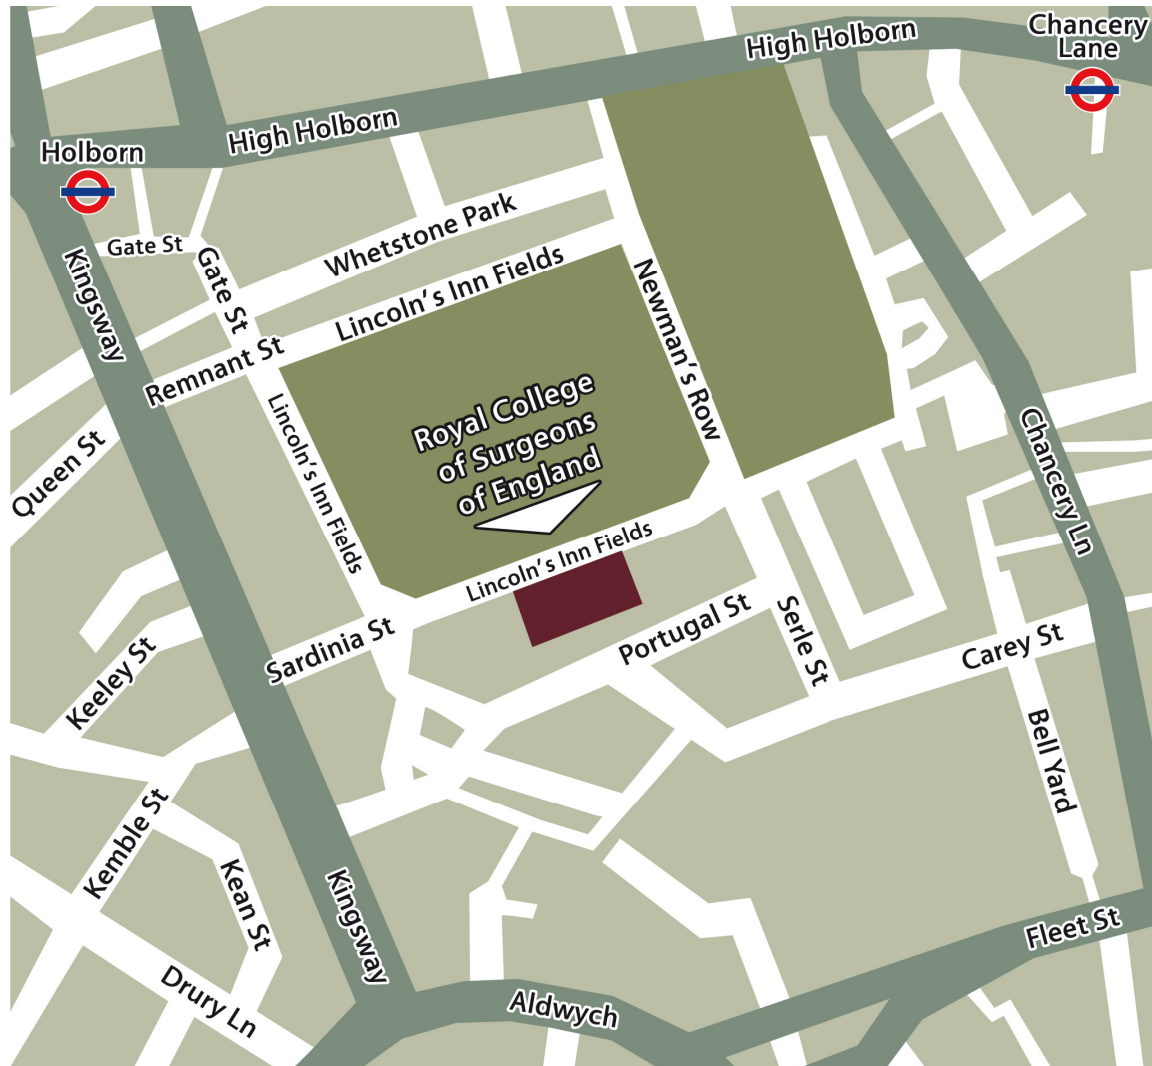 Chancery
Lane
High Holborn
High Holborn
Holborn
Gate St
Whetstone Park
Gate St
Kingsway
Lincoln's Inn Fields
Newman's Row
Remnant St
Lincoln's Inn Fields
Royal College
of Surgeons
of England
Queen St
Chancery Ln
Lincoln's Inn Fields
Portugal St
Serle St
Sardinia St
Carey St
Keeley St
Bell Yard
Kemble St
Kean St
Kingsway
Fleet St
Drury Ln
Aldwych